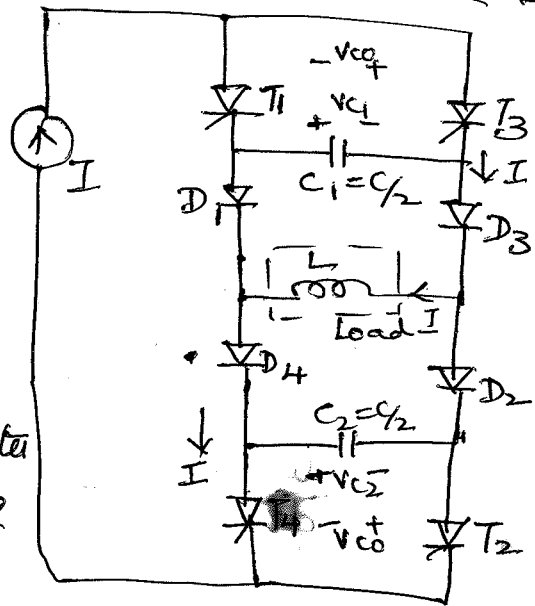 - Vco +
T1
+ Vc1 -
T3
I
C1 = C/2
↓ I
D1
D3
L
Load I
D4
D2
C2 = C/2
↓
I
+ Vc2 -
T4
- Vco +
T2